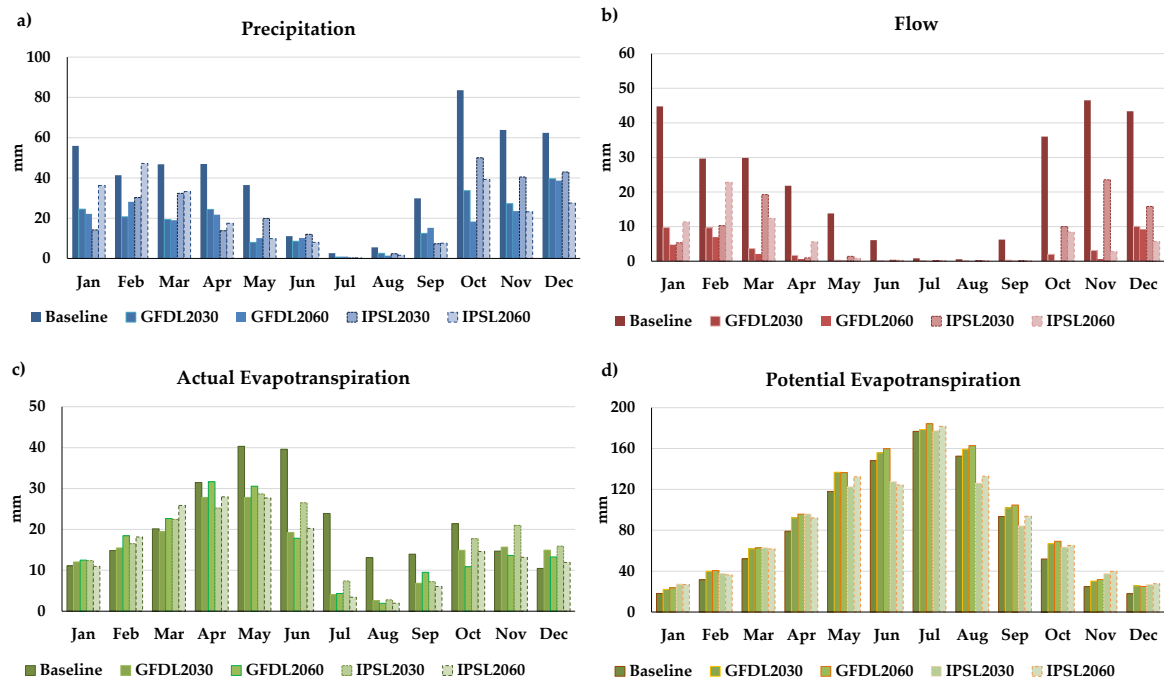 a)
Precipitation
100
80
60
40
20
0
mm
Jan Feb Mar Apr May Jun Jul Aug Sep Oct Nov Dec
Baseline GFDL2030 GFDL2060 IPSL2030 IPSL2060
b)
Flow
60
50
40
30
20
10
0
mm
Jan Feb Mar Apr May Jun Jul Aug Sep Oct Nov Dec
Baseline GFDL2030 GFDL2060 IPSL2030 IPSL2060
c)
Actual Evapotranspiration
50
40
30
20
10
0
mm
Jan Feb Mar Apr May Jun Jul Aug Sep Oct Nov Dec
Baseline GFDL2030 GFDL2060 IPSL2030 IPSL2060
d)
Potential Evapotranspiration
200
160
120
80
40
0
mm
Jan Feb Mar Apr May Jun Jul Aug Sep Oct Nov Dec
Baseline GFDL2030 GFDL2060 IPSL2030 IPSL2060